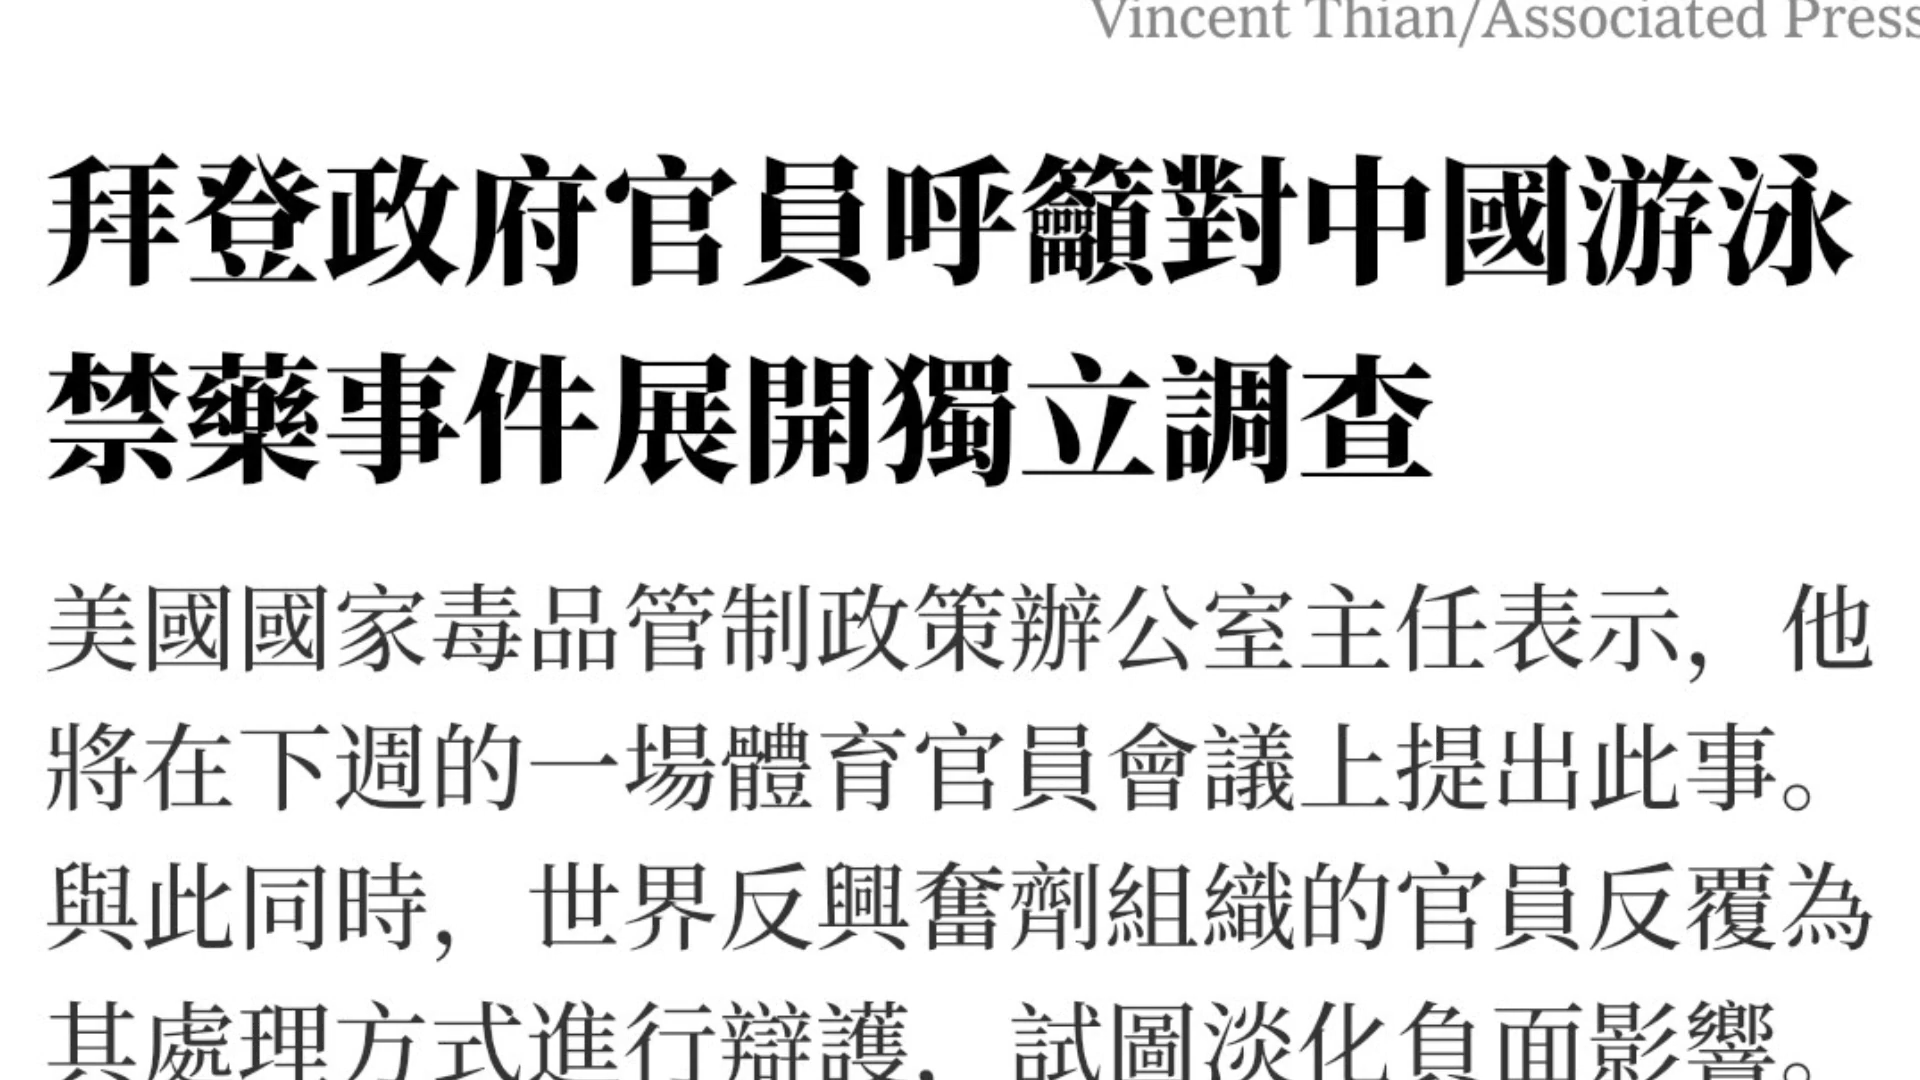 Vincent Thian/Associated Press
拜登政府官員呼籲對中國游泳
禁藥事件展開獨立調查
美國國家毒品管制政策辦公室主任表示，他
將在下週的一場體育官員會議上提出此事。
與此同時，世界反興奮劑組織的官員反覆為
其處理方式進行辯護，試圖淡化負面影響。